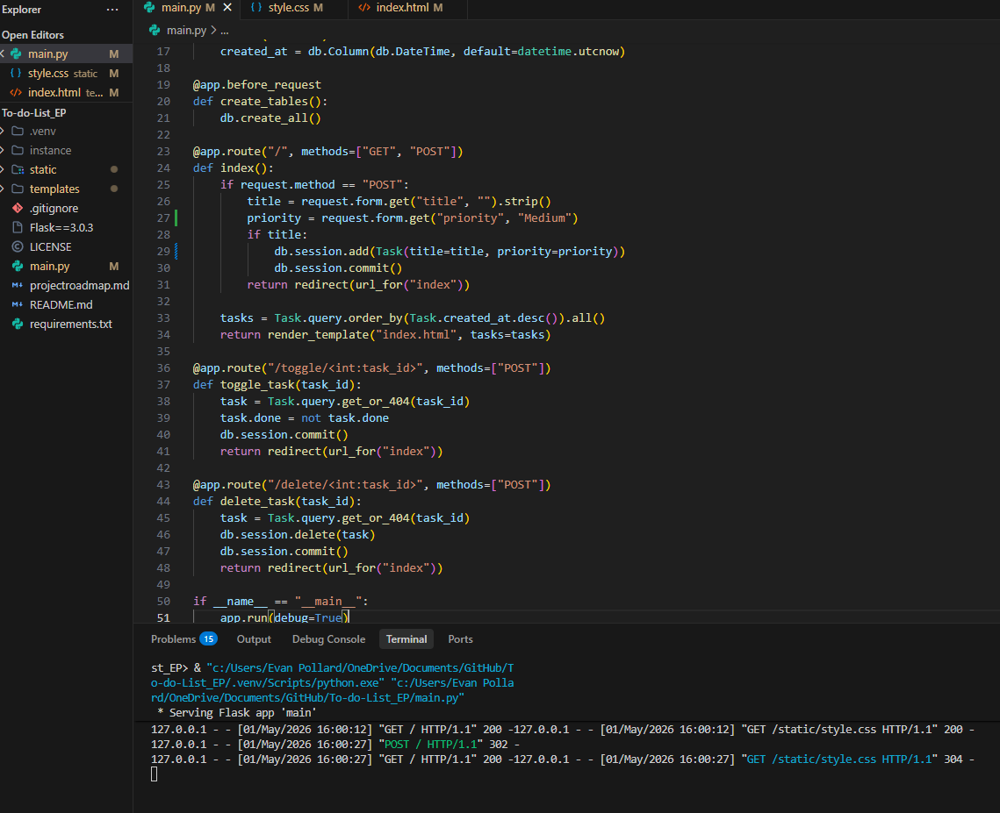 Explorer ···
main.py M
style.css M
index.html M
main.py > ...
Open Editors
main.py M
style.css static M
index.html te... M
To-do-List_EP
.venv
instance
static
templates
.gitignore
Flask==3.0.3
LICENSE
main.py M
projectroadmap.md
README.md
requirements.txt
17 created_at = db.Column(db.DateTime, default=datetime.utcnow)
18
19 @app.before_request
20 def create_tables():
21 db.create_all()
22
23 @app.route("/", methods=["GET", "POST"])
24 def index():
25 if request.method == "POST":
26 title = request.form.get("title", "").strip()
27 priority = request.form.get("priority", "Medium")
28 if title:
29 db.session.add(Task(title=title, priority=priority))
30 db.session.commit()
31 return redirect(url_for("index"))
32
33 tasks = Task.query.order_by(Task.created_at.desc()).all()
34 return render_template("index.html", tasks=tasks)
35
36 @app.route("/toggle/<int:task_id>", methods=["POST"])
37 def toggle_task(task_id):
38 task = Task.query.get_or_404(task_id)
39 task.done = not task.done
40 db.session.commit()
41 return redirect(url_for("index"))
42
43 @app.route("/delete/<int:task_id>", methods=["POST"])
44 def delete_task(task_id):
45 task = Task.query.get_or_404(task_id)
46 db.session.delete(task)
47 db.session.commit()
48 return redirect(url_for("index"))
49
50 if __name__ == "__main__":
51 app.run(debug=True)
Problems 15 Output Debug Console Terminal Ports
st_EP> & "c:/Users/Evan Pollard/OneDrive/Documents/GitHub/T
o-do-List_EP/.venv/Scripts/python.exe" "c:/Users/Evan Polla
rd/OneDrive/Documents/GitHub/To-do-List_EP/main.py"
* Serving Flask app 'main'
127.0.0.1 - - [01/May/2026 16:00:12] "GET / HTTP/1.1" 200 -127.0.0.1 - - [01/May/2026 16:00:12] "GET /static/style.css HTTP/1.1" 200 -
127.0.0.1 - - [01/May/2026 16:00:27] "POST / HTTP/1.1" 302 -
127.0.0.1 - - [01/May/2026 16:00:27] "GET / HTTP/1.1" 200 -127.0.0.1 - - [01/May/2026 16:00:27] "GET /static/style.css HTTP/1.1" 304 -